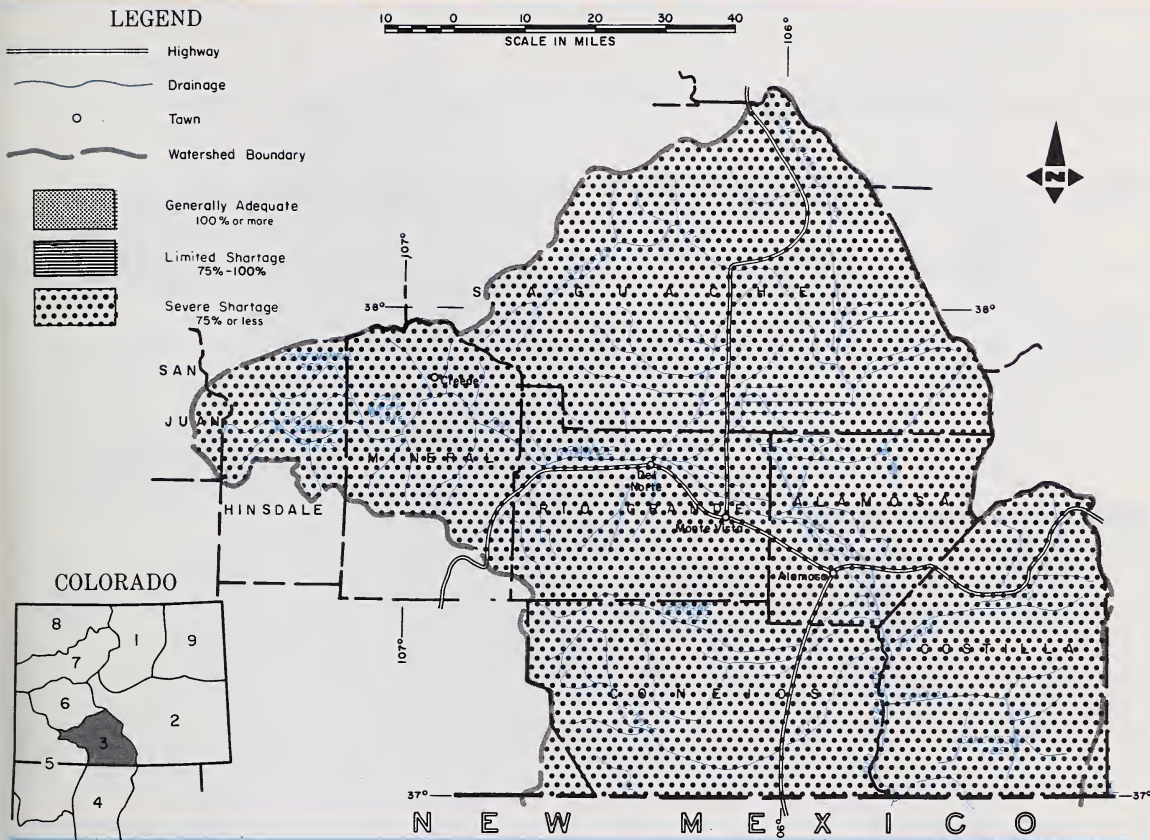 LEGEND
Highway
Drainage
Tawn
Watershed Boundary
Generally Adequate
100% or more
Limited Shartage
75%-100%
Severe Shartage
75% or less
10 0 10 20 30 40
SCALE IN MILES
106°
N
107°
38°
38°
SAGUACHE
SAN
JUAN
Creede
MINERAL
HINSDALE
Del
Norte
RIO GRANDE
ALAMOSA
Monte Vista
Alamosa
COSTILLA
CONEJOS
107°
37°
37°
106°
NEW MEXICO
COLORADO
8
7
1
9
6
2
3
5
4